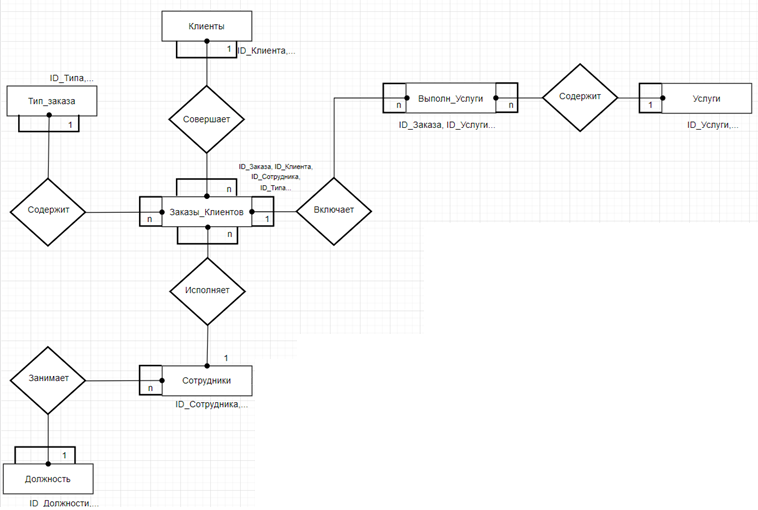 Клиенты
1
ID_Клиента,...
ID_Типа,...
Тип_заказа
1
Совершает
Выполн_Услуги
n
n
Содержит
1
Услуги
ID_Заказа, ID_Услуги...
ID_Услуги,...
ID_Заказа, ID_Клиента,
ID_Сотрудника,
ID_Типа...
n
Содержит
n
Заказы_Клиентов
1
Включает
n
Исполняет
1
Занимает
n
Сотрудники
ID_Сотрудника,...
1
Должность
ID_Должности,...